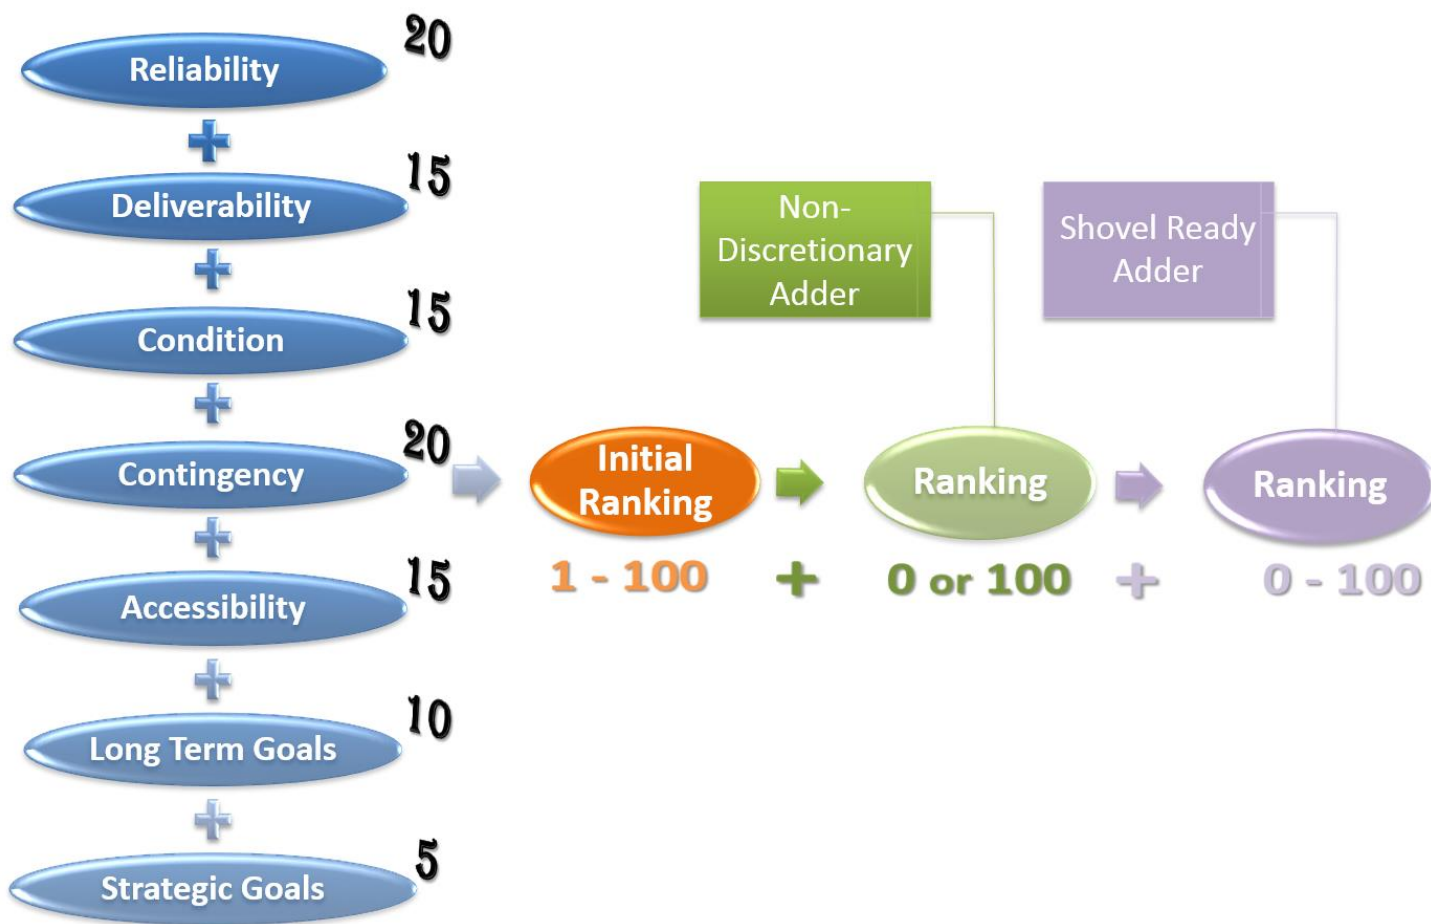 20
Reliability
+
15
Deliverability
+
15
Condition
+
20
Contingency
+
15
Accessibility
+
10
Long Term Goals
+
5
Strategic Goals
Non-
Discretionary
Adder
Shovel Ready
Adder
Initial
Ranking
Ranking
Ranking
1 - 100 + 0 or 100 + 0 - 100